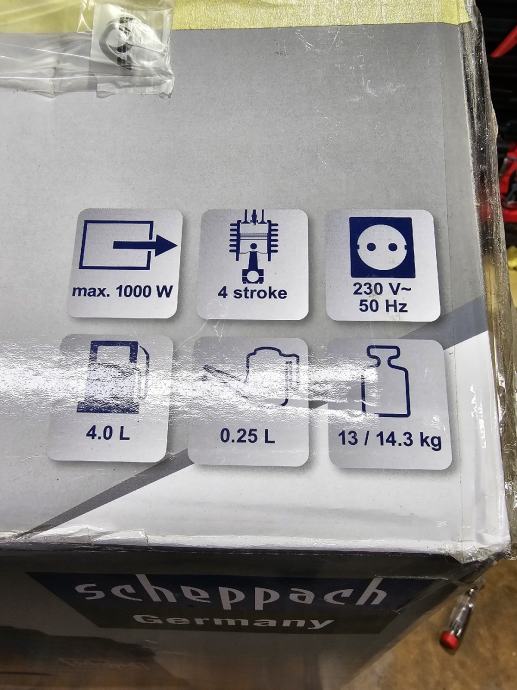 max. 1000 W
4 stroke
230 V~
50 Hz
4.0 L
0.25 L
13 / 14.3 kg
scheppach
Germany